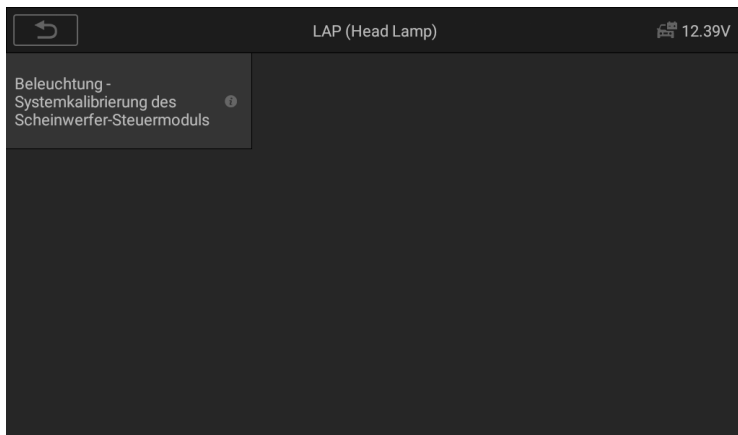 LAP (Head Lamp)
12.39V
Beleuchtung -
Systemkalibrierung des
Scheinwerfer-Steuermoduls